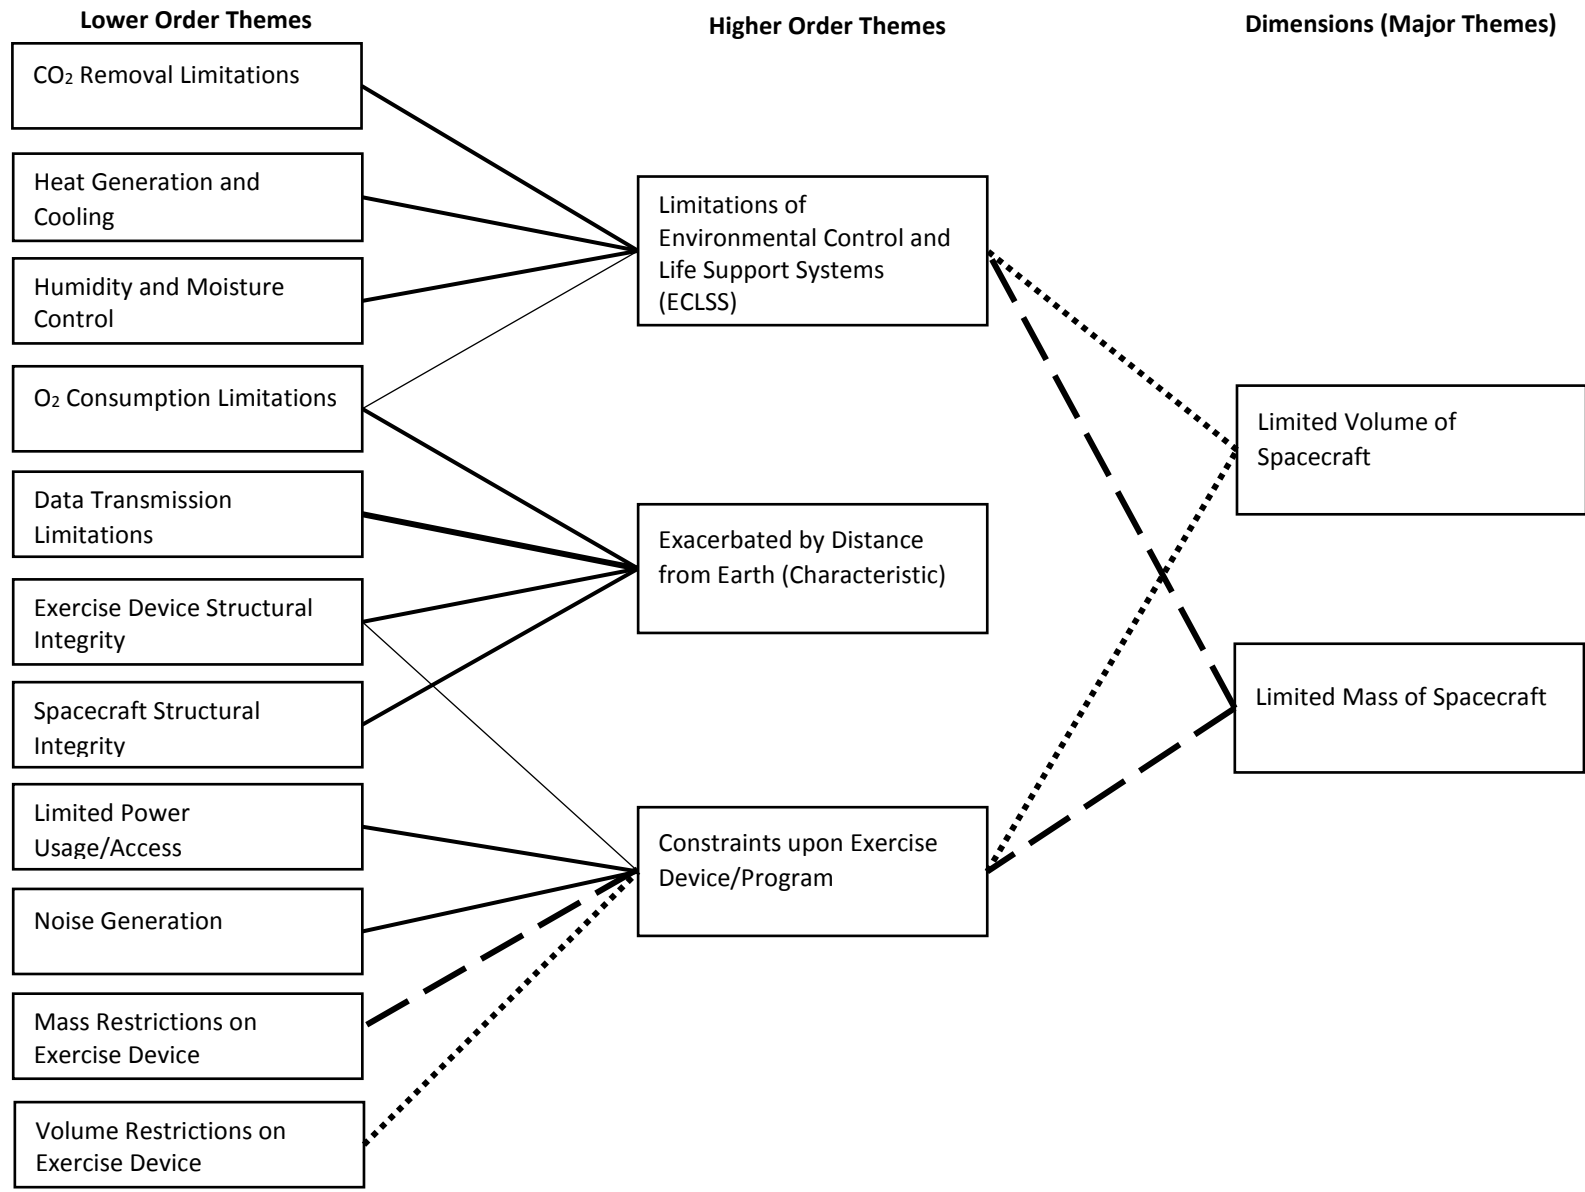 Lower Order Themes
Higher Order Themes
Dimensions (Major Themes)
CO₂ Removal Limitations
Heat Generation and
Cooling
Humidity and Moisture
Control
O₂ Consumption Limitations
Data Transmission
Limitations
Exercise Device Structural
Integrity
Spacecraft Structural
Integrity
Limited Power
Usage/Access
Noise Generation
Mass Restrictions on
Exercise Device
Volume Restrictions on
Exercise Device
Limitations of
Environmental Control and
Life Support Systems
(ECLSS)
Exacerbated by Distance
from Earth (Characteristic)
Constraints upon Exercise
Device/Program
Limited Volume of
Spacecraft
Limited Mass of Spacecraft